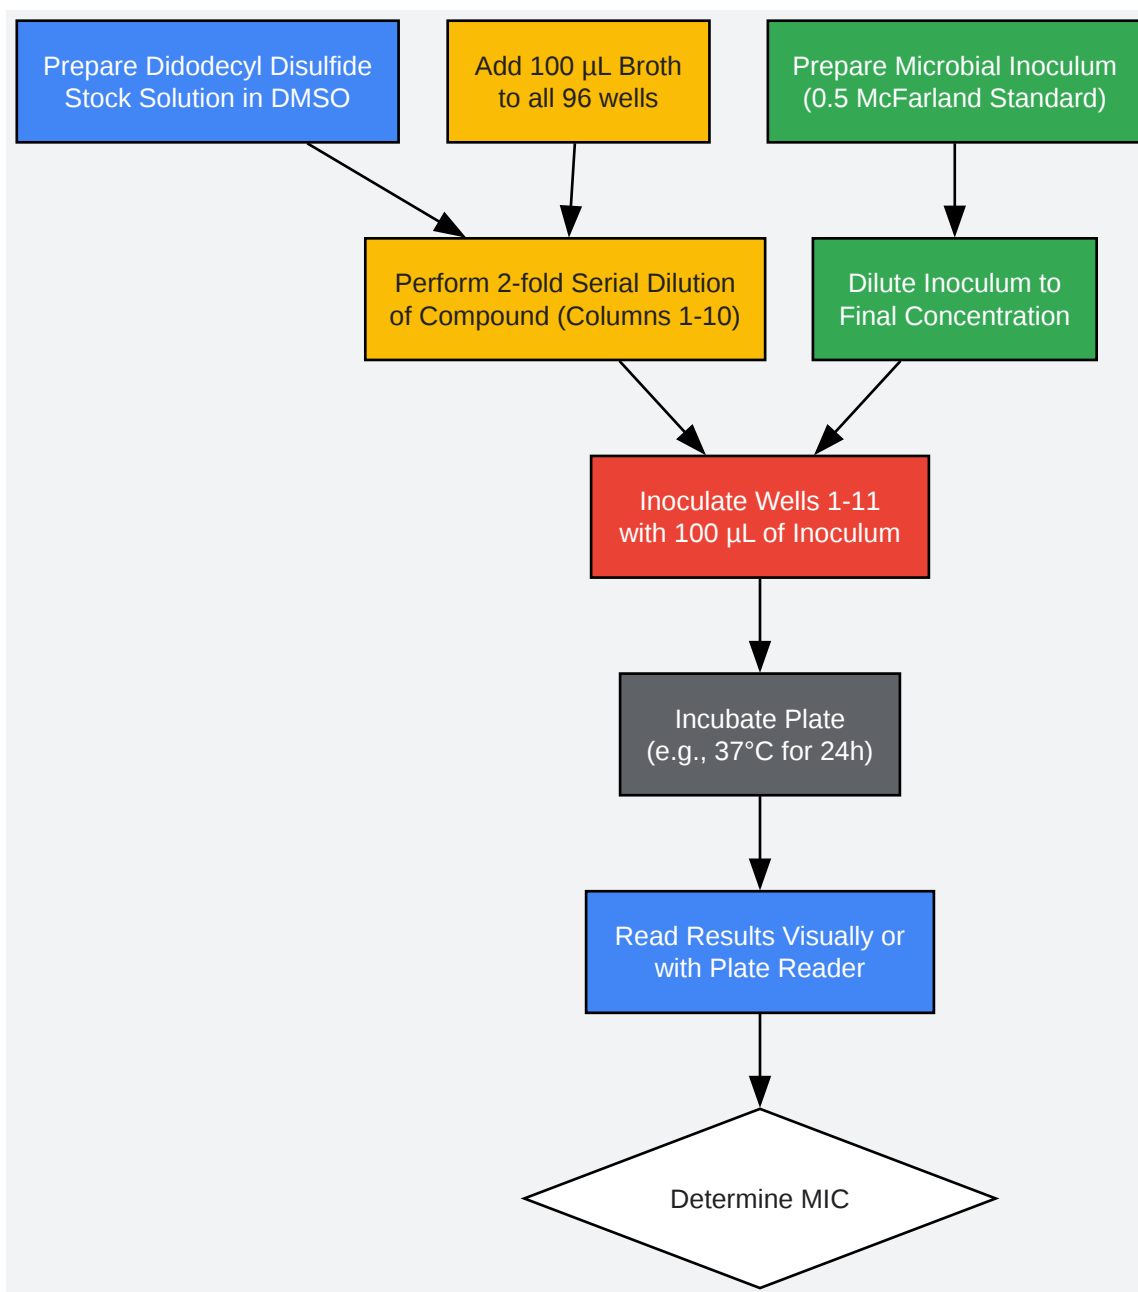 Prepare Didodecyl Disulfide
Stock Solution in DMSO
Add 100 µL Broth
to all 96 wells
Prepare Microbial Inoculum
(0.5 McFarland Standard)
Perform 2-fold Serial Dilution
of Compound (Columns 1-10)
Dilute Inoculum to
Final Concentration
Inoculate Wells 1-11
with 100 µL of Inoculum
Incubate Plate
(e.g., 37°C for 24h)
Read Results Visually or
with Plate Reader
Determine MIC